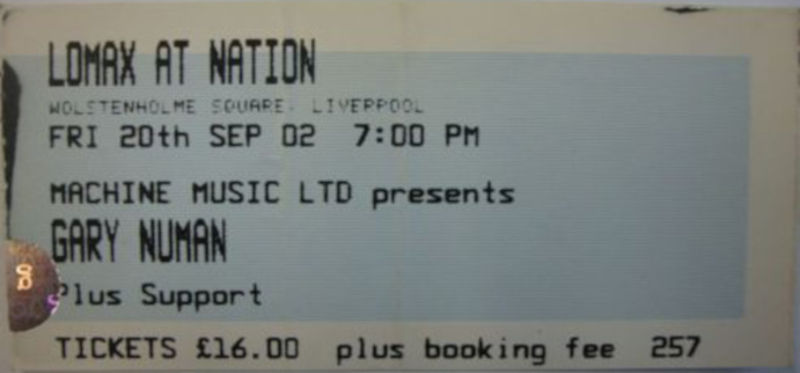 LOMAX AT NATION
WOLSTENHOLME SQUARE. LIVERPOOL
FRI 20th SEP 02 7:00 PM
MACHINE MUSIC LTD presents
GARY NUMAN
Plus Support
TICKETS £16.00 plus booking fee 257